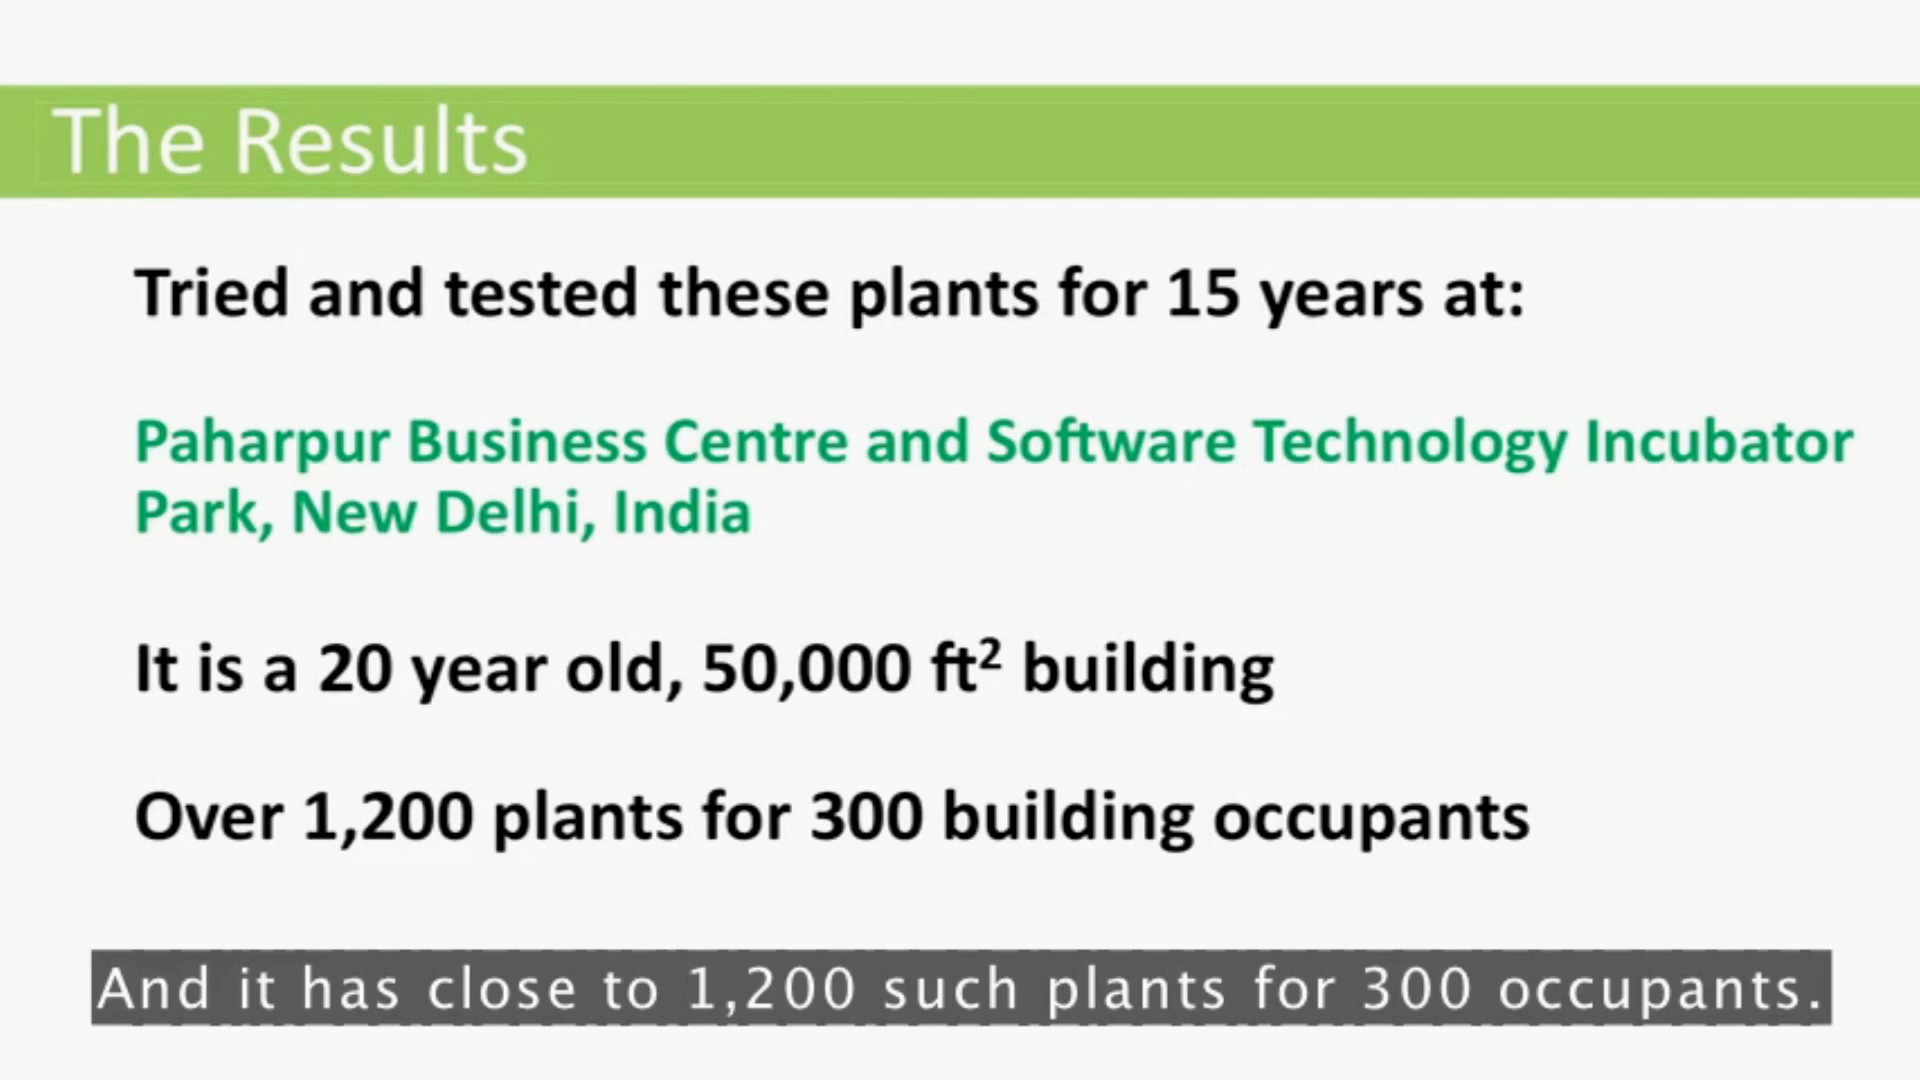 The Results
Tried and tested these plants for 15 years at:
Paharpur Business Centre and Software Technology Incubator
Park, New Delhi, India
It is a 20 year old, 50,000 ft² building
Over 1,200 plants for 300 building occupants
And it has close to 1,200 such plants for 300 occupants.